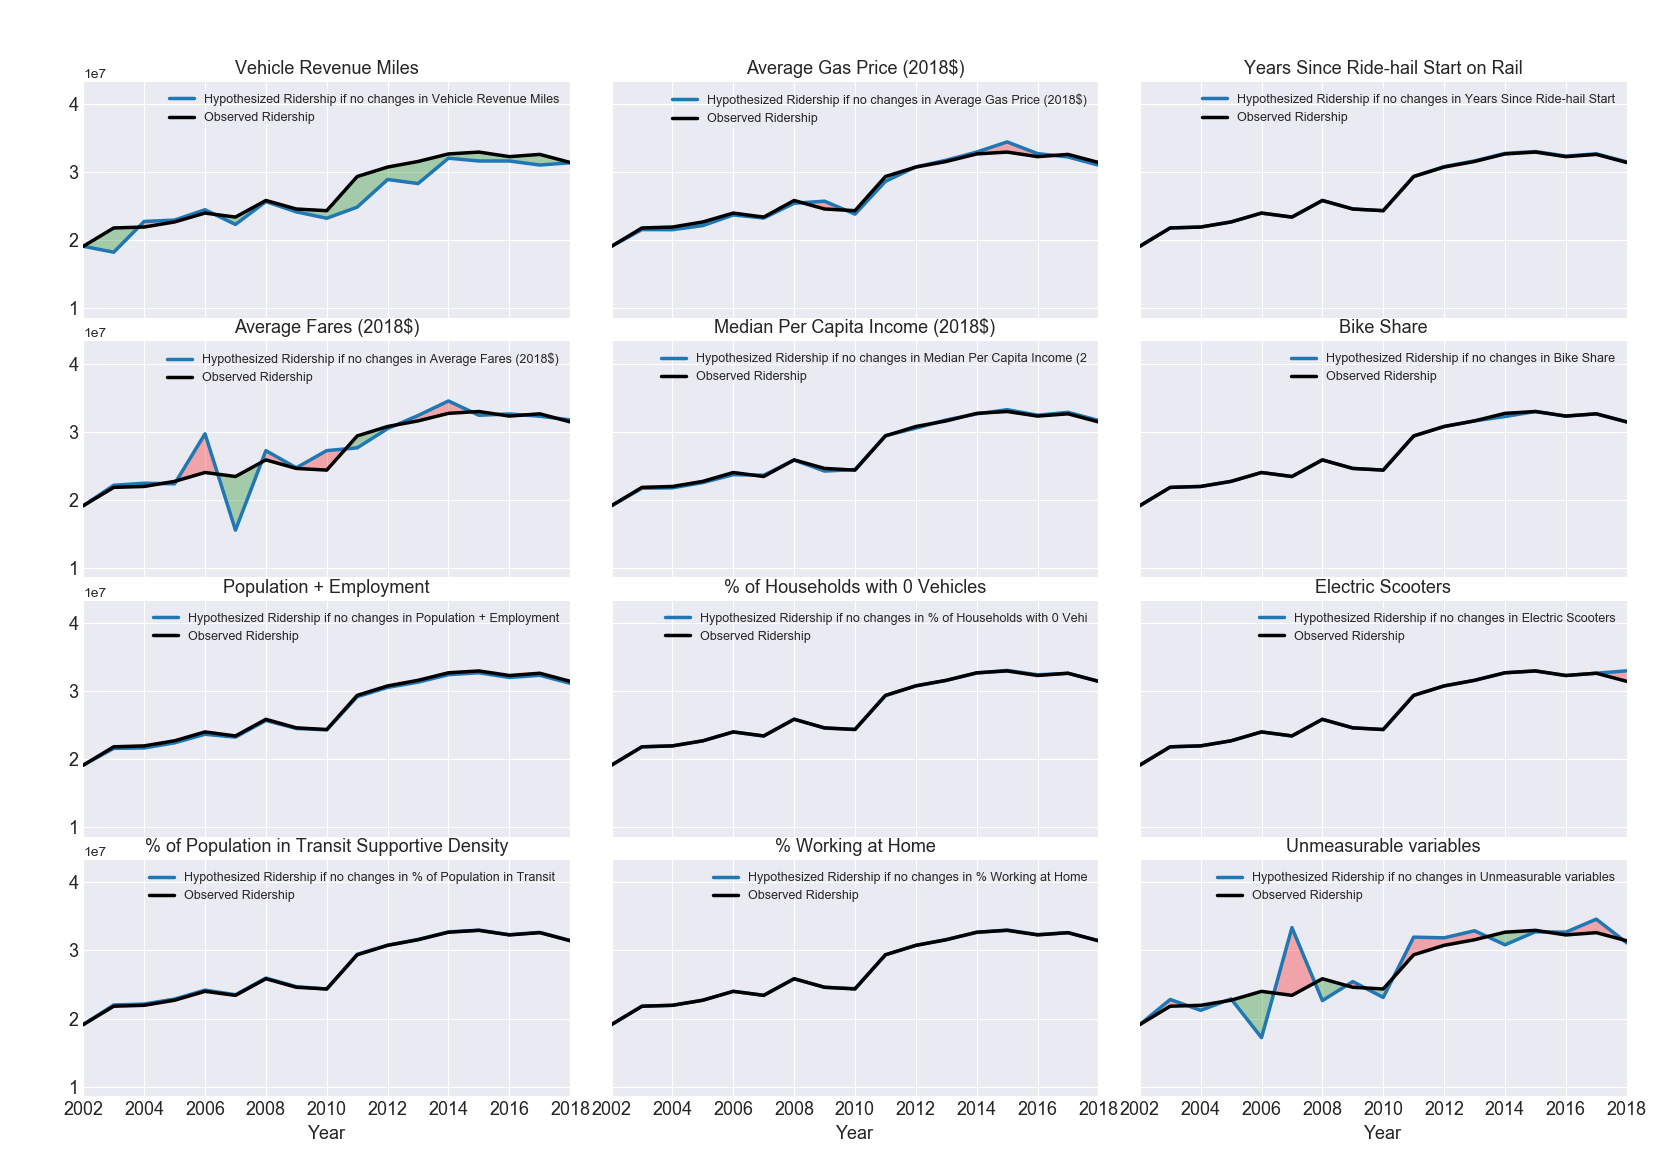 Vehicle Revenue Miles
1e7
Hypothesized Ridership if no changes in Vehicle Revenue Miles
Observed Ridership
4
3
2
1
Average Gas Price (2018$)
Hypothesized Ridership if no changes in Average Gas Price (2018$)
Observed Ridership
Years Since Ride-hail Start on Rail
Hypothesized Ridership if no changes in Years Since Ride-hail Start
Observed Ridership
Average Fares (2018$)
1e7
Hypothesized Ridership if no changes in Average Fares (2018$)
Observed Ridership
4
3
2
1
Median Per Capita Income (2018$)
Hypothesized Ridership if no changes in Median Per Capita Income (2
Observed Ridership
Bike Share
Hypothesized Ridership if no changes in Bike Share
Observed Ridership
Population + Employment
1e7
Hypothesized Ridership if no changes in Population + Employment
Observed Ridership
4
3
2
1
% of Households with 0 Vehicles
Hypothesized Ridership if no changes in % of Households with 0 Vehi
Observed Ridership
Electric Scooters
Hypothesized Ridership if no changes in Electric Scooters
Observed Ridership
% of Population in Transit Supportive Density
1e7
Hypothesized Ridership if no changes in % of Population in Transit
Observed Ridership
4
3
2
1
2002 2004 2006 2008 2010 2012 2014 2016 2018
Year
% Working at Home
Hypothesized Ridership if no changes in % Working at Home
Observed Ridership
2002 2004 2006 2008 2010 2012 2014 2016 2018
Year
Unmeasurable variables
Hypothesized Ridership if no changes in Unmeasurable variables
Observed Ridership
2002 2004 2006 2008 2010 2012 2014 2016 2018
Year